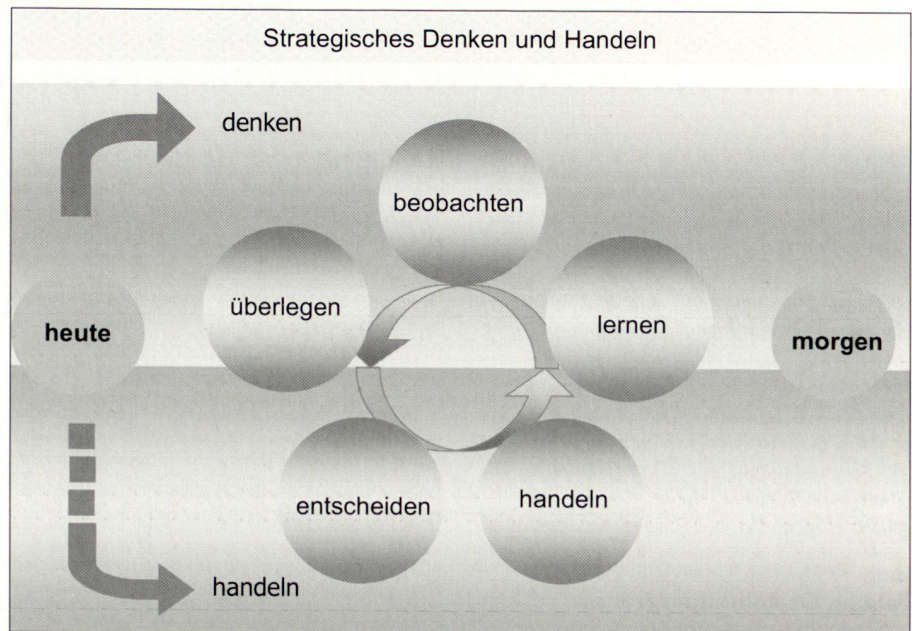 Strategisches Denken und Handeln
denken
beobachten
überlegen
lernen
heute
morgen
entscheiden
handeln
handeln